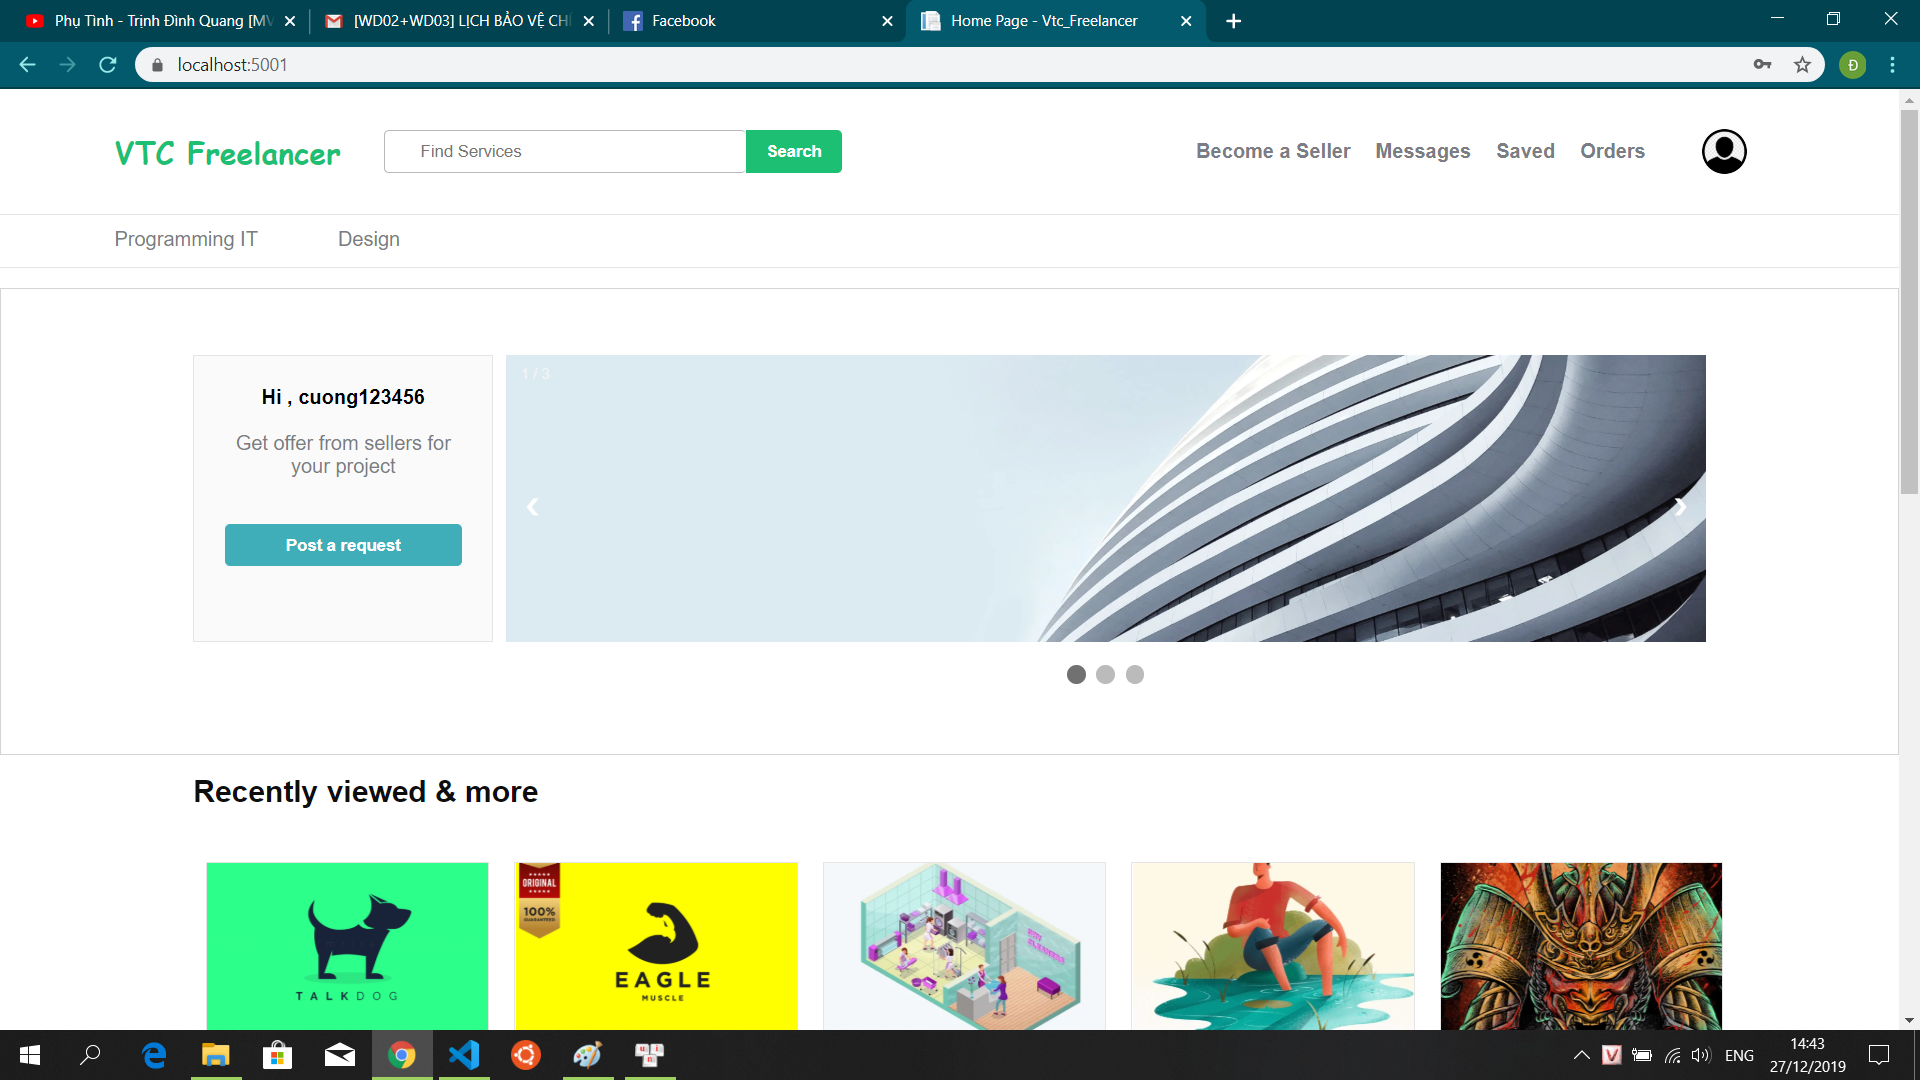 Phụ Tình - Trịnh Đình Quang [MV
[WD02+WD03] LỊCH BẢO VỆ CHÍ
Facebook
Home Page - Vtc_Freelancer
localhost:5001
Đ
VTC Freelancer
Find Services
Search
Become a Seller
Messages
Saved
Orders
Programming IT
Design
Hi , cuong123456
Get offer from sellers for
your project
Post a request
1 / 3
Recently viewed & more
TALKDOG
ORIGINAL
100%
EAGLE
MUSCLE
ENG
14:43
27/12/2019